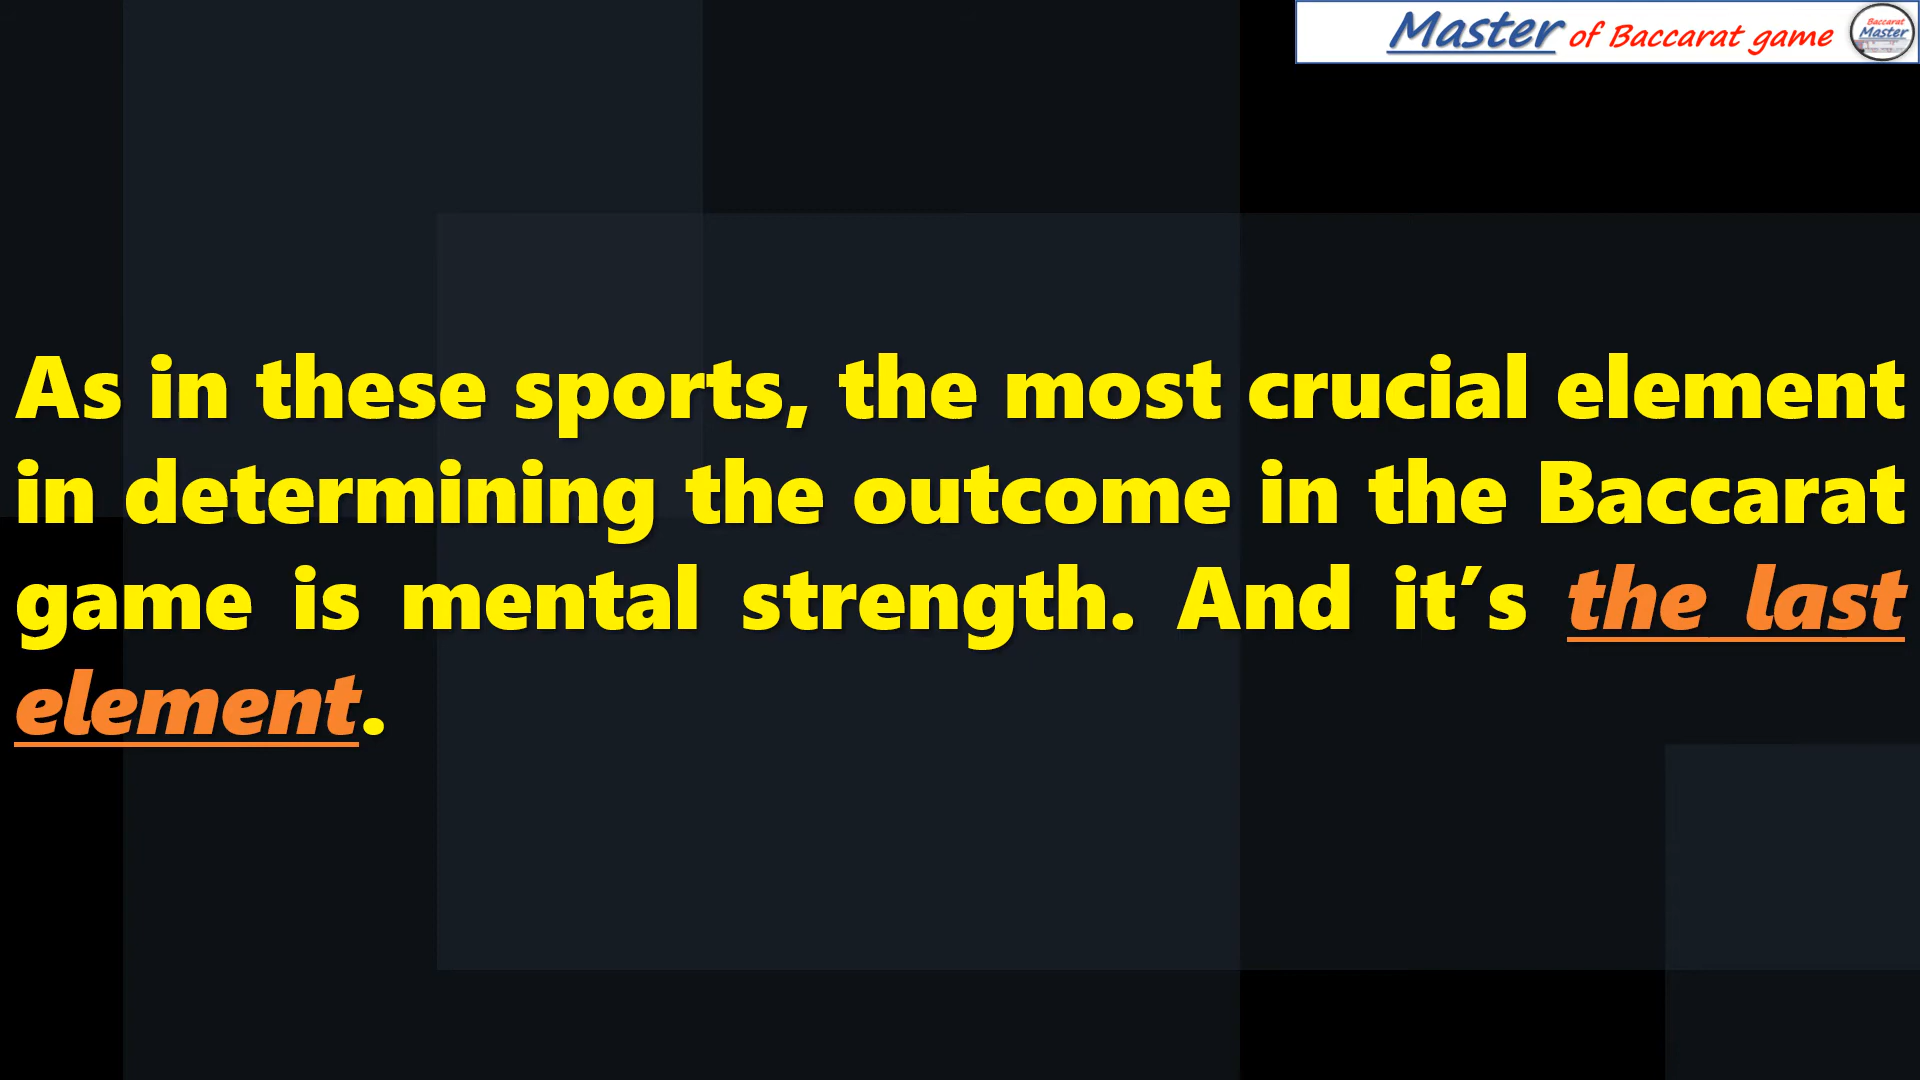 Master of Baccarat game
Baccarat
Master
As in these sports, the most crucial element
in determining the outcome in the Baccarat
game is mental strength. And it’s the last
element.